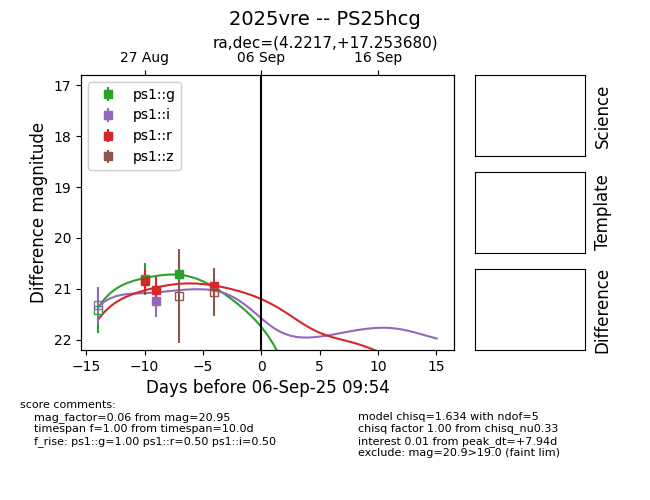 2025vre -- PS25hcg
ra,dec=(4.2217,+17.253680)
27 Aug 06 Sep 16 Sep
17
18
19
20
21
22
Difference magnitude
ps1::g
ps1::i
ps1::r
ps1::z
−15 −10 −5 0 5 10 15
Days before 06-Sep-25 09:54
Science
Template
Difference
score comments:
mag_factor=0.06 from mag=20.95
timespan f=1.00 from timespan=10.0d
f_rise: ps1::g=1.00 ps1::r=0.50 ps1::i=0.50
model chisq=1.634 with ndof=5
chisq factor 1.00 from chisq_nu0.33
interest 0.01 from peak_dt=+7.94d
exclude: mag=20.9>19.0 (faint lim)